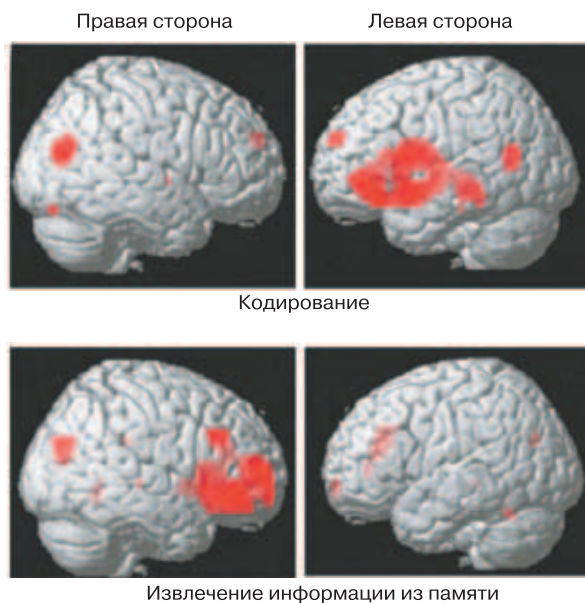 Правая сторона
Левая сторона
Кодирование
Извлечение информации из памяти